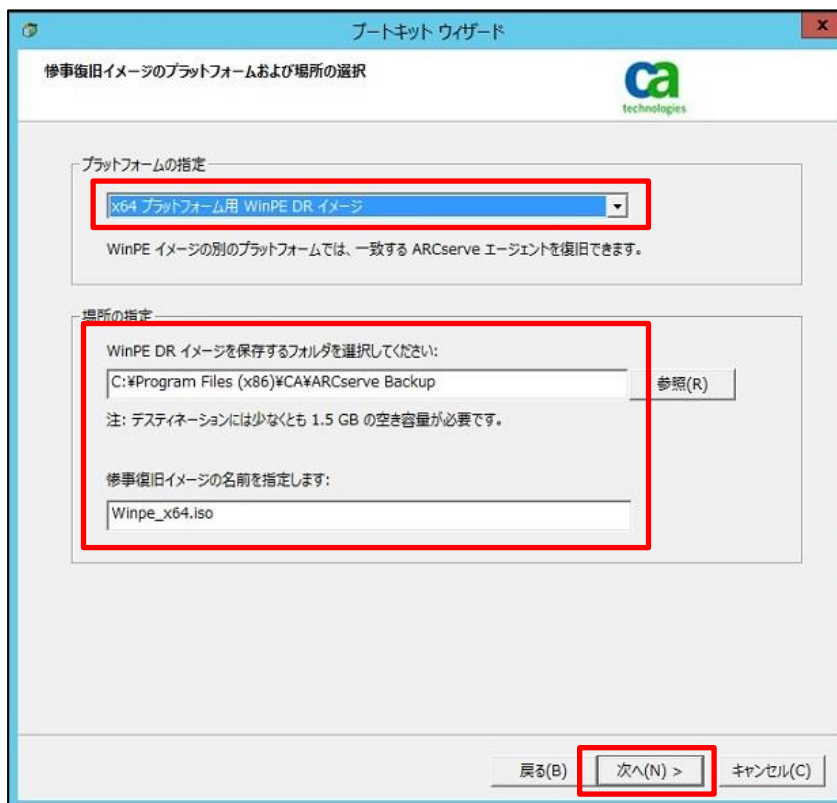 ブートキット ウィザード
x
惨事復旧イメージのプラットフォームおよび場所の選択
ca
technologies
プラットフォームの指定
x64 プラットフォーム用 WinPE DR イメージ
WinPE イメージの別のプラットフォームでは、一致する ARCserve エージェントを復旧できます。
場所の指定
WinPE DR イメージを保存するフォルダを選択してください:
C:¥Program Files (x86)¥CA¥ARCserve Backup
参照(R)
注: デスティネーションには少なくとも 1.5 GB の空き容量が必要です。
惨事復旧イメージの名前を指定します:
Winpe_x64.iso
戻る(B)
次へ(N) >
キャンセル(C)